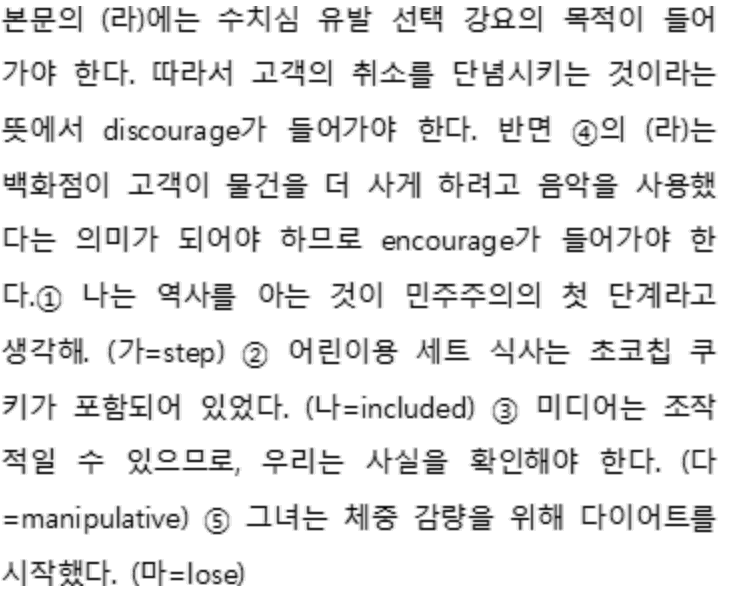 본문의 (라)에는 수치심 유발 선택 강요의 목적이 들어
가야 한다. 따라서 고객의 취소를 단념시키는 것이라는
뜻에서 discourage가 들어가야 한다. 반면 ④의 (라)는
백화점이 고객이 물건을 더 사게 하려고 음악을 사용했
다는 의미가 되어야 하므로 encourage가 들어가야 한
다.① 나는 역사를 아는 것이 민주주의의 첫 단계라고
생각해. (가=step) ② 어린이용 세트 식사는 초코칩 쿠
키가 포함되어 있었다. (나=included) ③ 미디어는 조작
적일 수 있으므로, 우리는 사실을 확인해야 한다. (다
=manipulative) ⑤ 그녀는 체중 감량을 위해 다이어트를
시작했다. (마=lose)